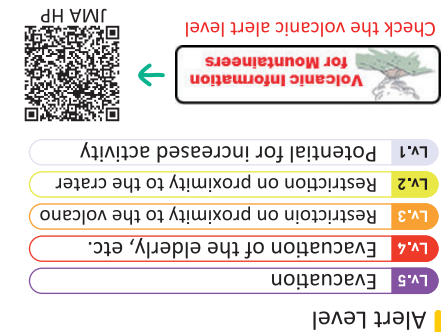 Alert Level
Lv.5 Evacuation
Lv.4 Evacuation of the elderly, etc.
Lv.3 Restrictoin on proximity to the volcano
Lv.2 Restriction on proximity to the crater
Lv.1 Potential for increased activity
Volcanic Information
for Mountaineers
Check the volcanic alert level
JMA HP